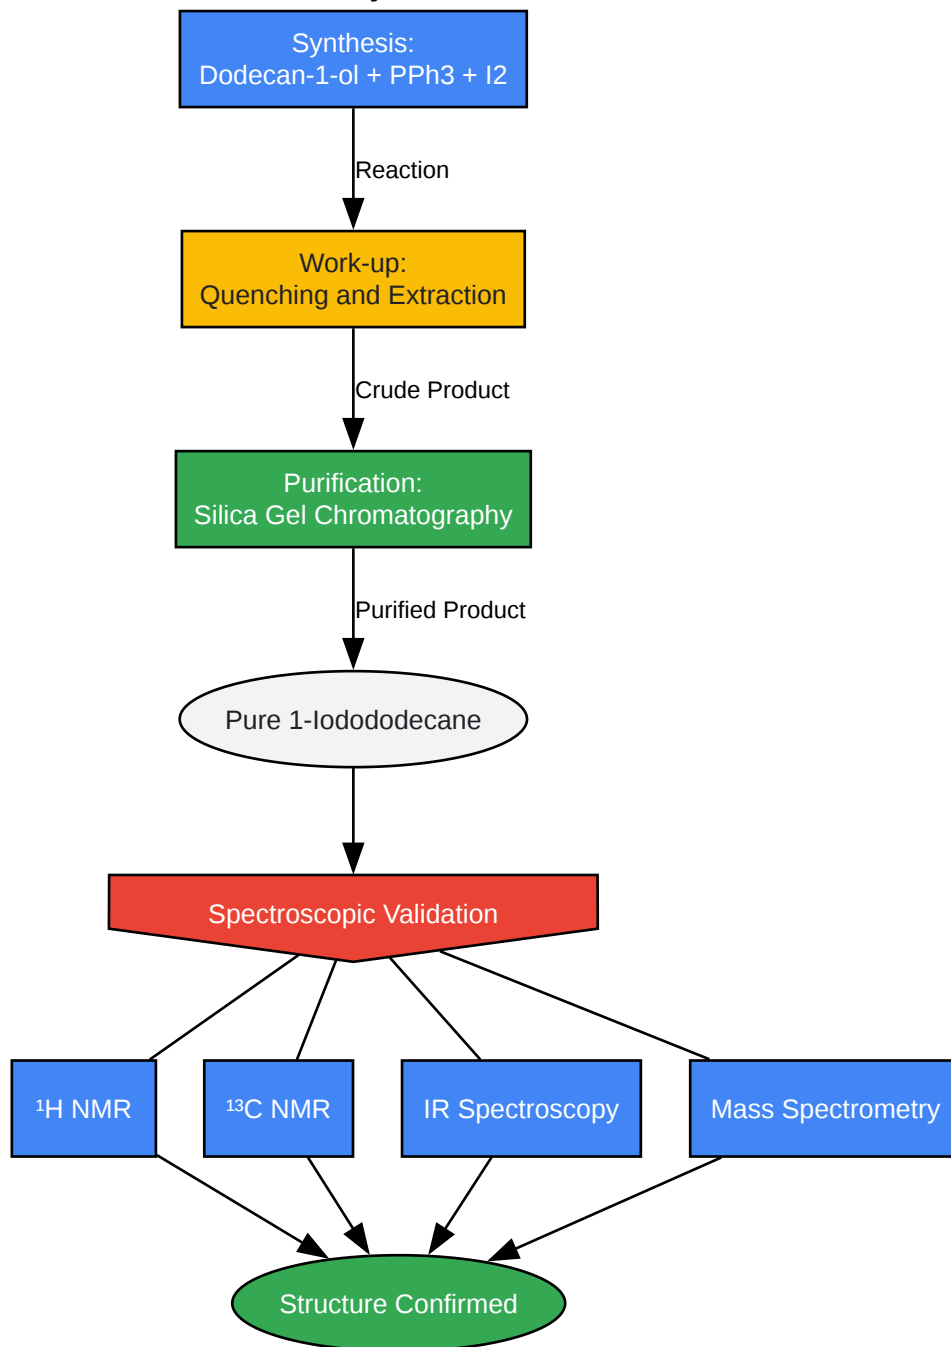 Synthesis:
Dodecan-1-ol + PPh3 + I2
Reaction
Work-up:
Quenching and Extraction
Crude Product
Purification:
Silica Gel Chromatography
Purified Product
Pure 1-Iodododecane
Spectroscopic Validation
¹H NMR
¹³C NMR
IR Spectroscopy
Mass Spectrometry
Structure Confirmed